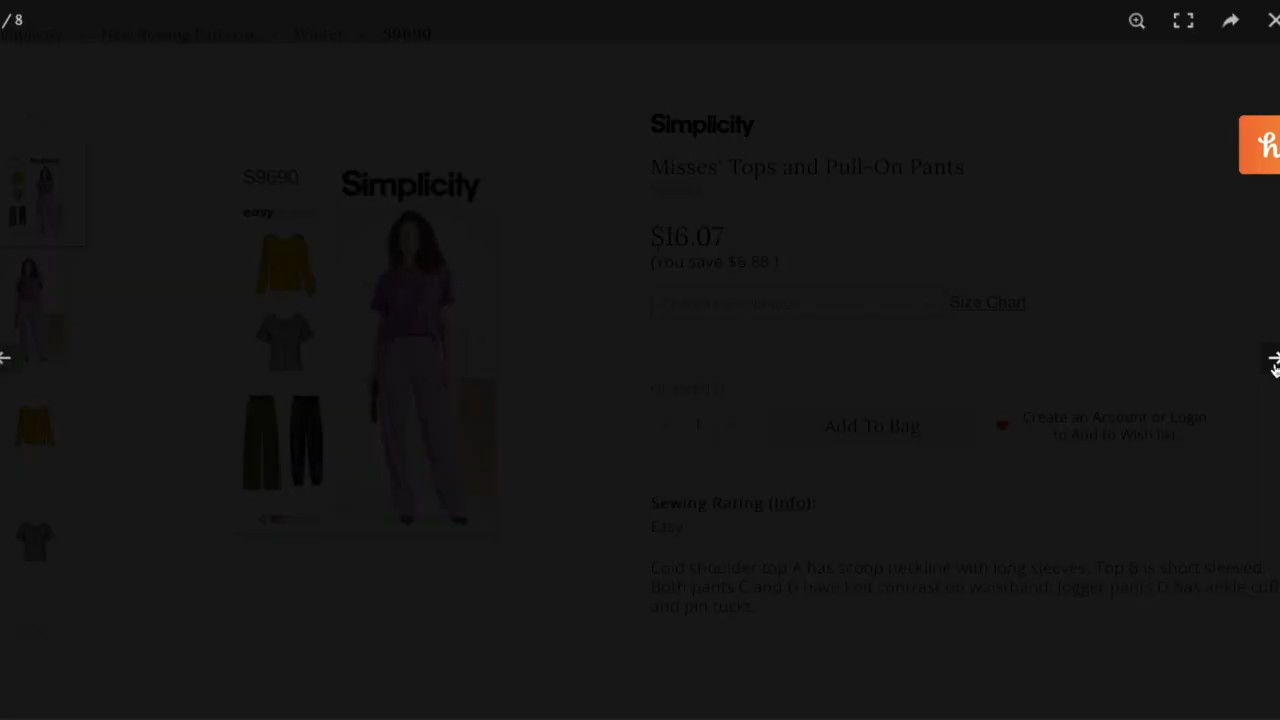 / 8
S9690
Simplicity
Misses' Tops and Pull-On Pants
S9690
Simplicity
easy
$16.07
(You save $6.88 )
Size Chart
1
Add To Bag
Create an Account or Login
to Add to Wish list
Sewing Rating (Info):
Easy
Cold shoulder top A has scoop neckline with long sleeves. Top B is short sleeved.
Both pants C and D have knit contrast on waistband. Jogger pants D has ankle cuff
and pin tucks.